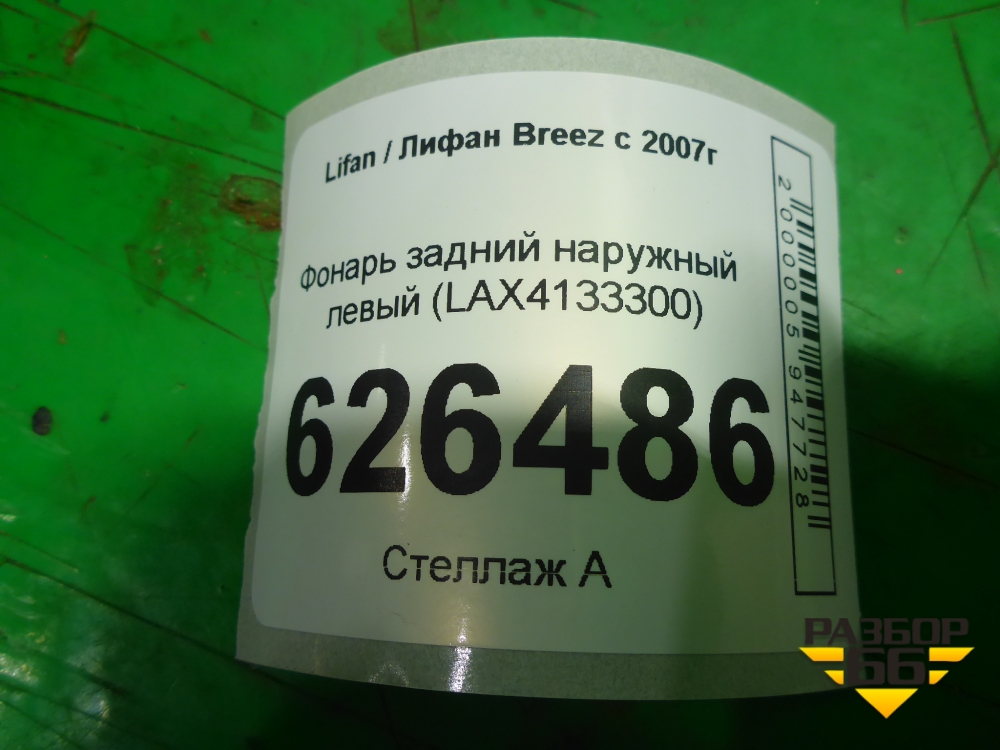 Lifan / Лифан Breez с 2007г
Фонарь задний наружный
левый (LAX4133300)
626486
Стеллаж А
2000005947728
РАЗБОР
66